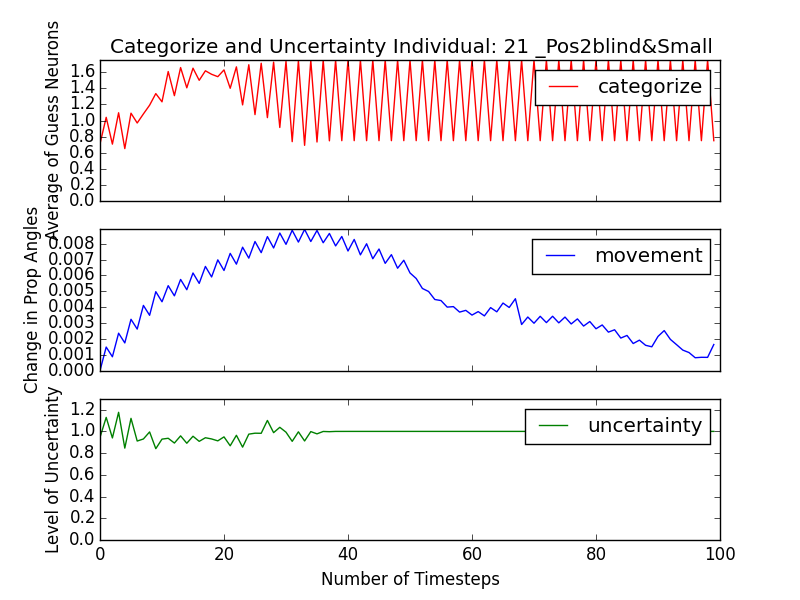 Categorize and Uncertainty Individual: 21 _Pos2blind&Small
Average of Guess Neurons
1.6
1.4
1.2
1.0
0.8
0.6
0.4
0.2
0.0
categorize
Change in Prop Angles
0.008
0.007
0.006
0.005
0.004
0.003
0.002
0.001
0.000
movement
Level of Uncertainty
1.2
1.0
0.8
0.6
0.4
0.2
0.0
uncertainty
0 20 40 60 80 100
Number of Timesteps